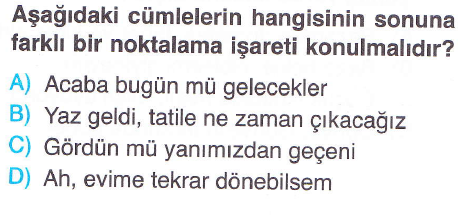 Aşağıdaki cümlelerin hangisinin sonuna
farklı bir noktalama işareti konulmalıdır?
A) Acaba bugün mü gelecekler
B) Yaz geldi, tatile ne zaman çıkacağız
C) Gördün mü yanımızdan geçeni
D) Ah, evime tekrar dönebilsem